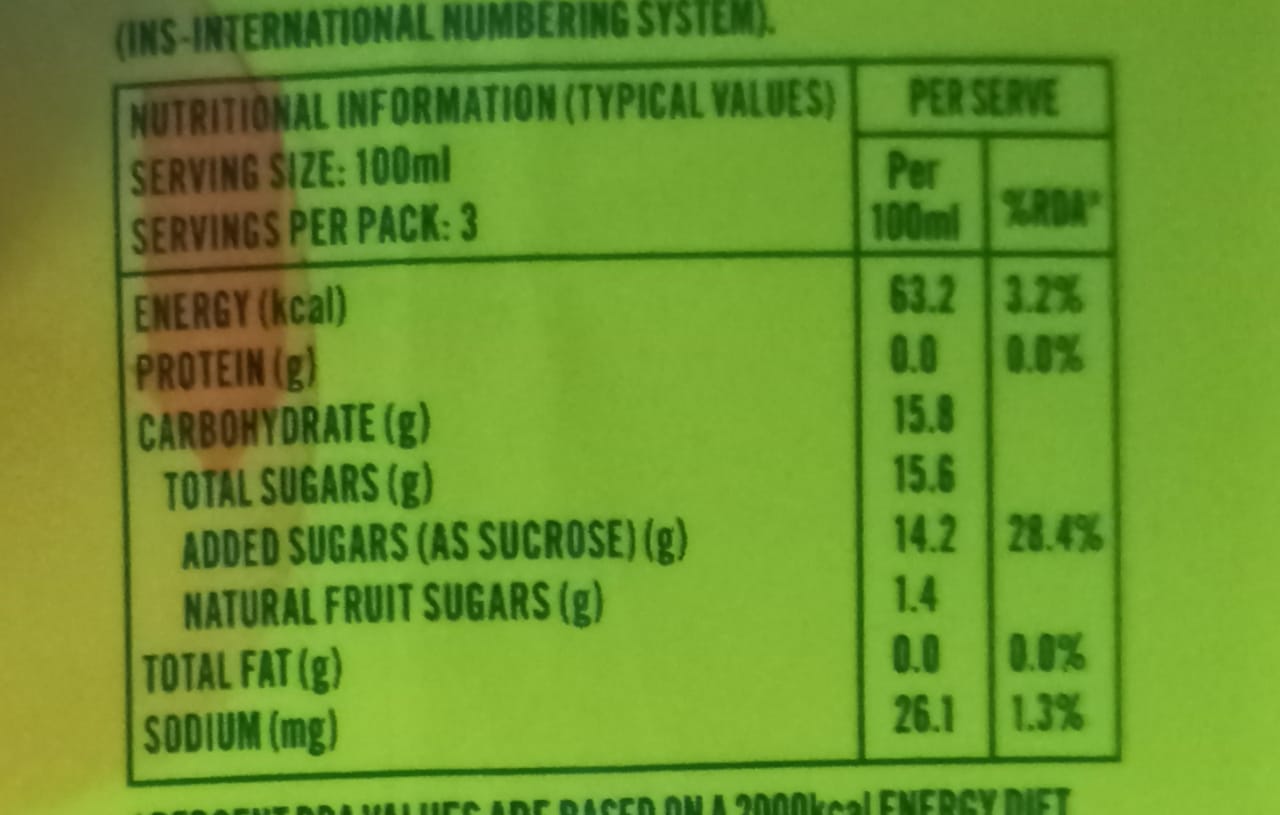 (INS-INTERNATIONAL NUMBERING SYSTEM).
NUTRITIONAL INFORMATION (TYPICAL VALUES) PER SERVE
SERVING SIZE: 100ml Per 100ml %RDA*
SERVINGS PER PACK: 3
ENERGY (kcal) 63.2 3.2%
PROTEIN (g) 0.0 0.0%
CARBOHYDRATE (g) 15.8
TOTAL SUGARS (g) 15.6
ADDED SUGARS (AS SUCROSE) (g) 14.2 28.4%
NATURAL FRUIT SUGARS (g) 1.4
TOTAL FAT (g) 0.0 0.0%
SODIUM (mg) 26.1 1.3%
*PERCENT RDA VALUES ARE BASED ON A 2000kcal ENERGY DIET